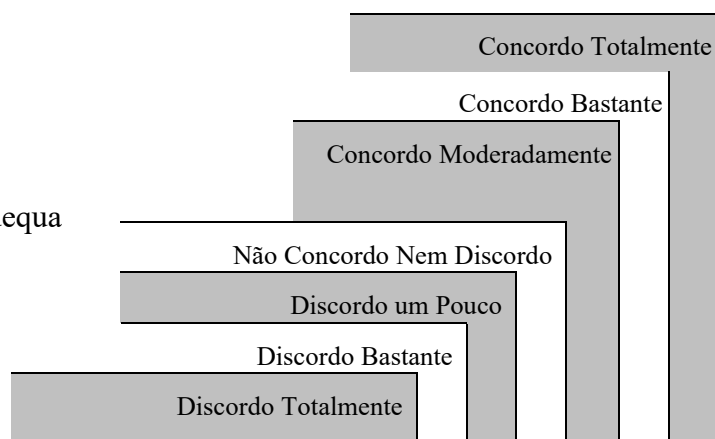 Concordo Totalmente
Concordo Bastante
Concordo Moderadamente
Não Concordo Nem Discordo
Discordo um Pouco
Discordo Bastante
Discordo Totalmente